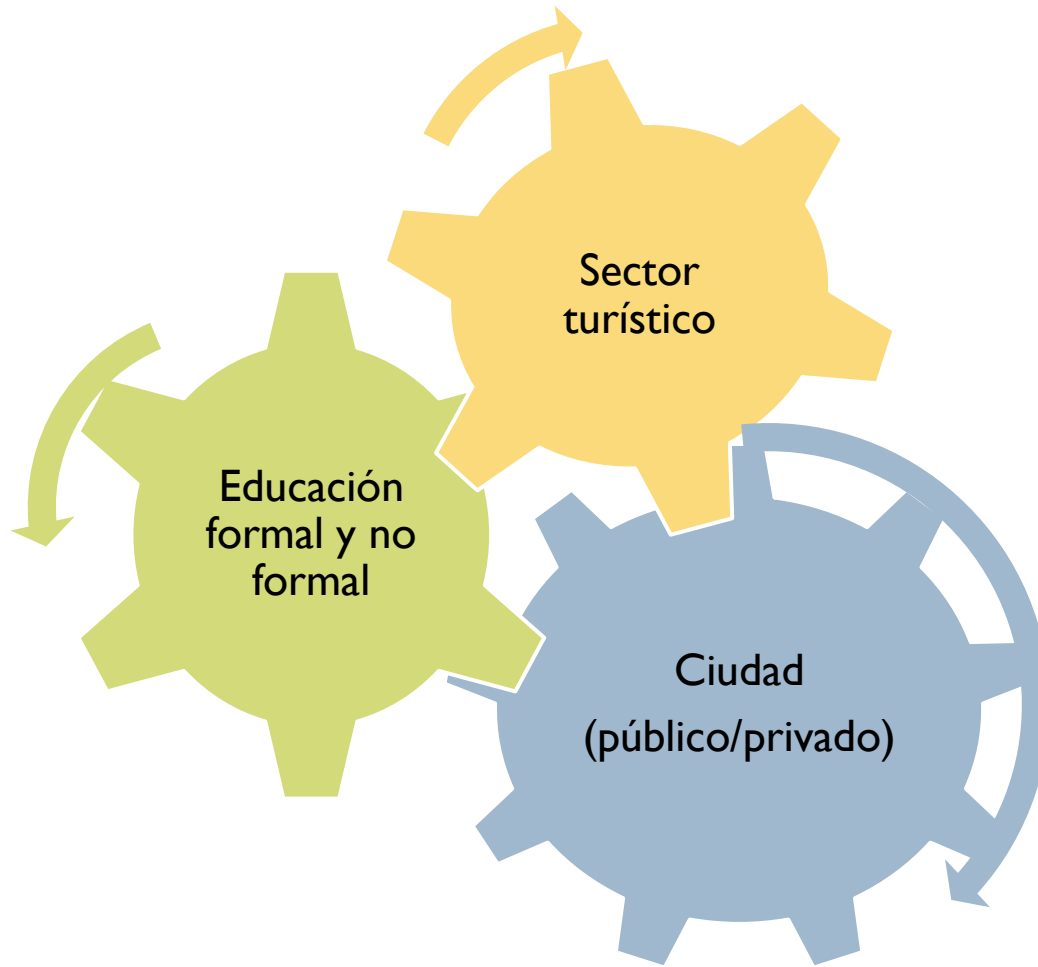 Sector
turístico
Educación
formal y no
formal
Ciudad
(público/privado)